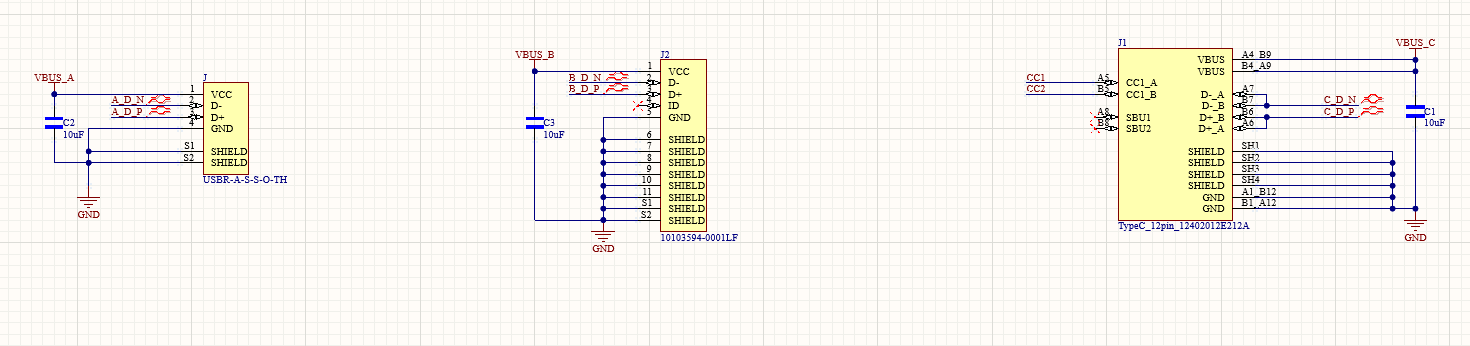 VBUS_A
J
1 VCC
A_D_N 2 D-
A_D_P 3 D+
4 GND
C2
10uF
S1 SHIELD
S2 SHIELD
USBR-A-S-S-O-TH
GND
VBUS_B
J2
1 VCC
B_D_N 2 D-
B_D_P 3 D+
4 ID
5 GND
C3
10uF
6 SHIELD
7 SHIELD
8 SHIELD
9 SHIELD
10 SHIELD
11 SHIELD
S1 SHIELD
S2 SHIELD
10103594-0001LF
GND
J1
VBUS_C
VBUS A4_B9
VBUS B4_A9
CC1 A5 CC1_A
CC2 B5 CC1_B
D-_A A7
D-_B B7 C_D_N
A8 SBU1 D+_B B6 C_D_P
B8 SBU2 D+_A A6
C1
10uF
SHIELD SH1
SHIELD SH2
SHIELD SH3
SHIELD SH4
GND A1_B12
GND B1_A12
TypeC_12pin_12402012E212A
GND